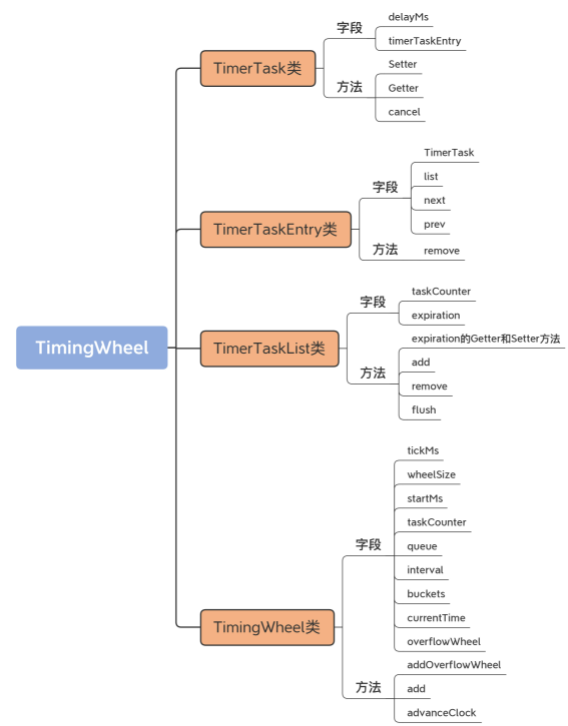 TimingWheel
TimerTask类
字段
delayMs
timerTaskEntry
方法
Setter
Getter
cancel
TimerTaskEntry类
字段
TimerTask
list
next
prev
方法
remove
TimerTaskList类
字段
taskCounter
expiration
方法
expiration的Getter和Setter方法
add
remove
flush
TimingWheel类
字段
tickMs
wheelSize
startMs
taskCounter
queue
interval
buckets
currentTime
overflowWheel
方法
addOverflowWheel
add
advanceClock